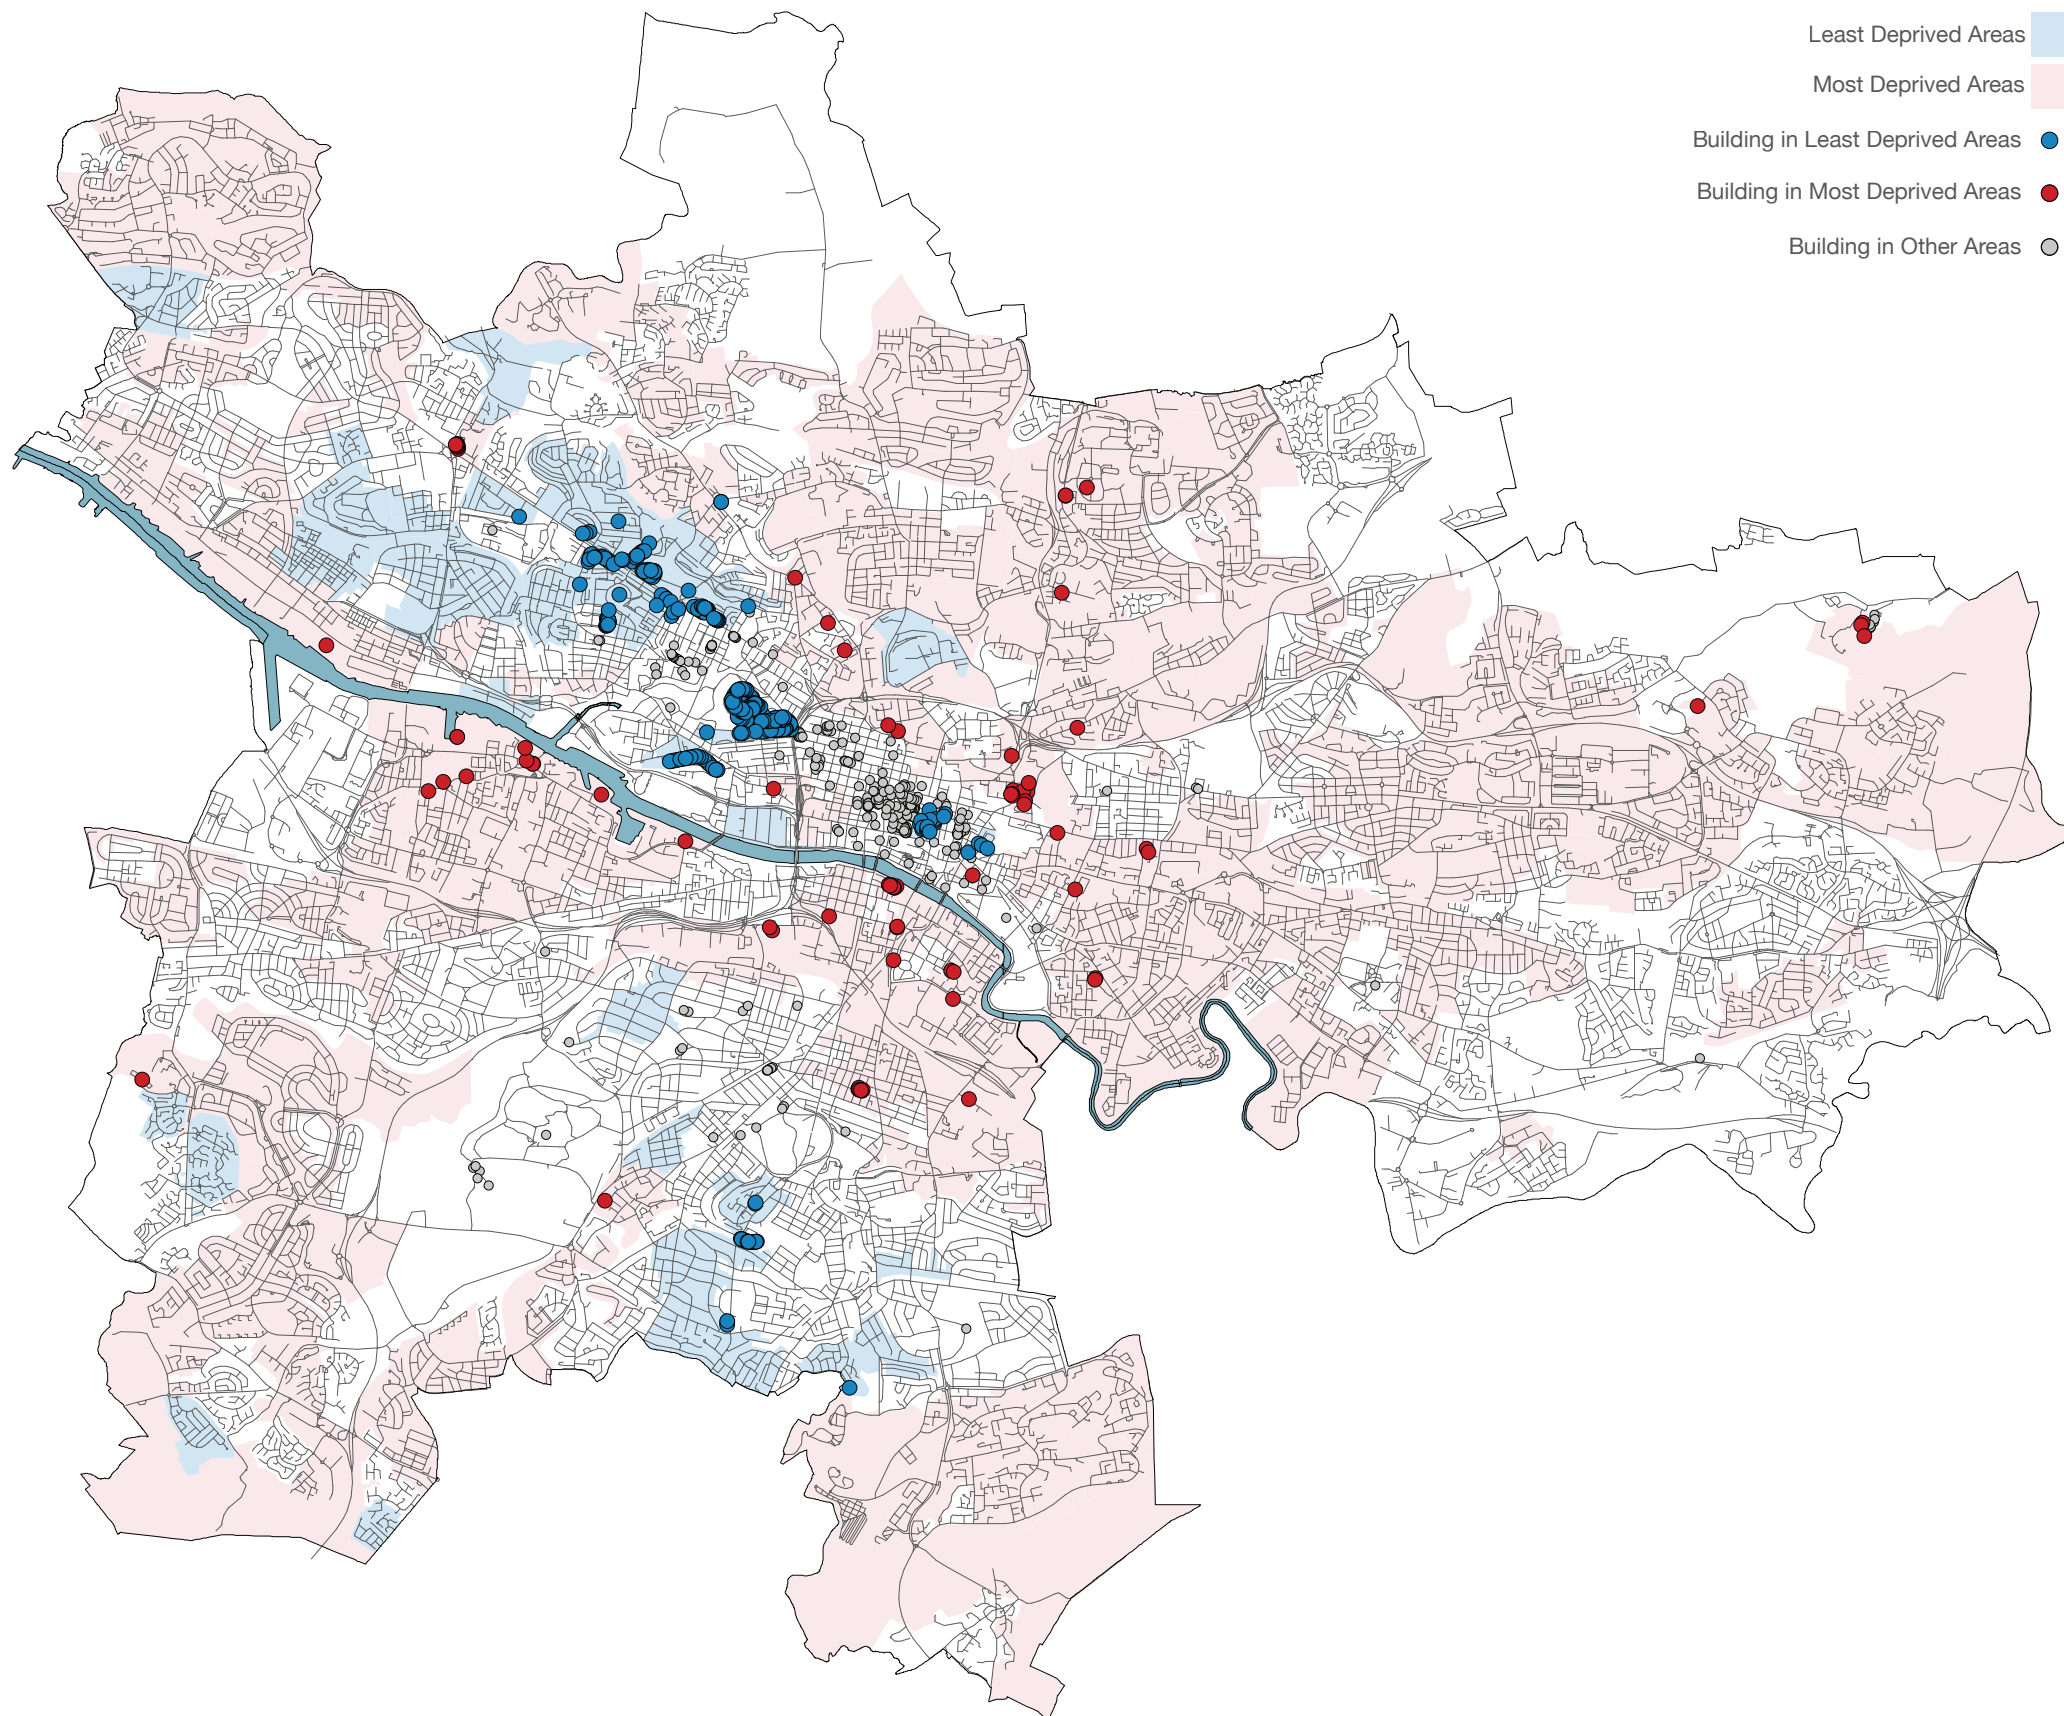 Least Deprived Areas
Most Deprived Areas
Building in Least Deprived Areas
Building in Most Deprived Areas
Building in Other Areas